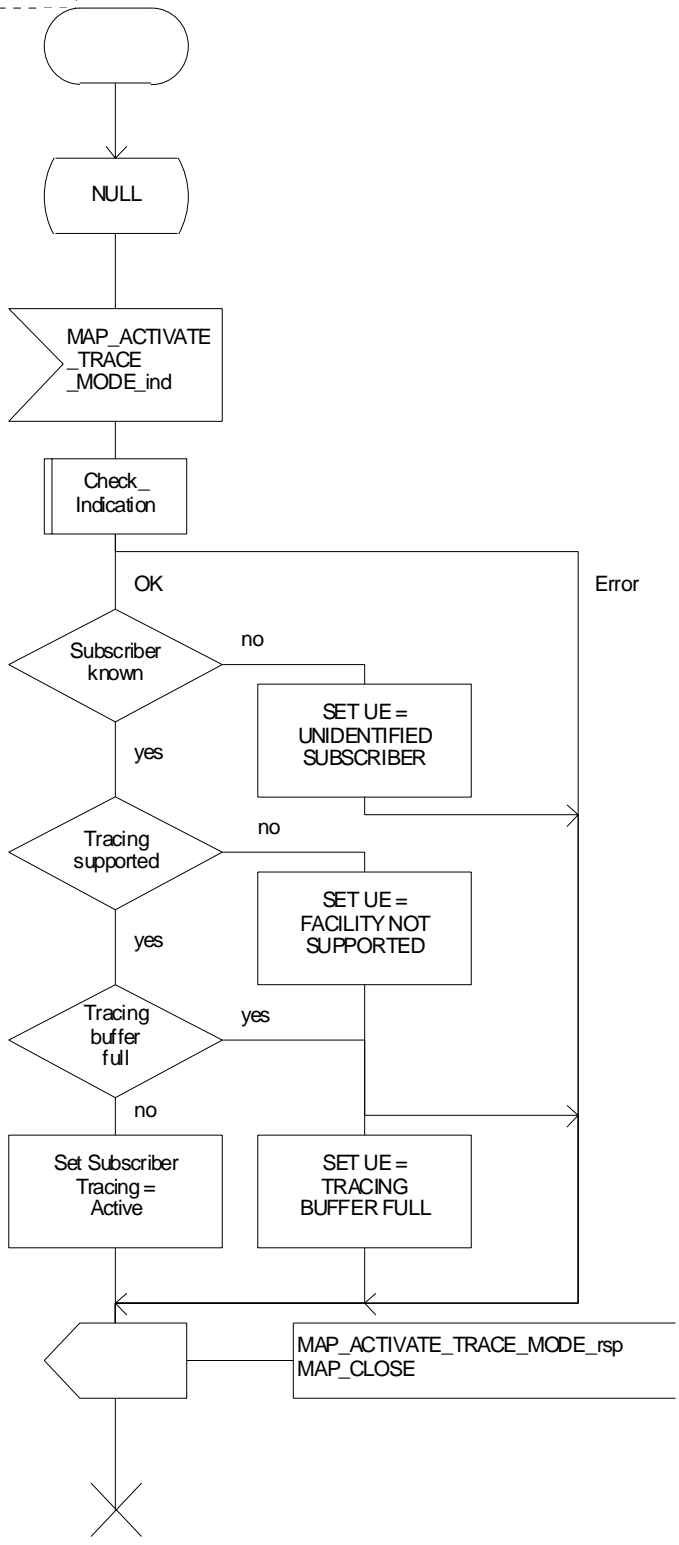 NULL
MAP_ACTIVATE
_TRACE
_MODE_ind
Check_
Indication
OK
Error
Subscriber
known
no
SET UE =
UNIDENTIFIED
SUBSCRIBER
yes
Tracing
supported
no
SET UE =
FACILITY NOT
SUPPORTED
yes
Tracing
buffer
full
yes
no
Set Subscriber
Tracing =
Active
SET UE =
TRACING
BUFFER FULL
MAP_ACTIVATE_TRACE_MODE_rsp
MAP_CLOSE